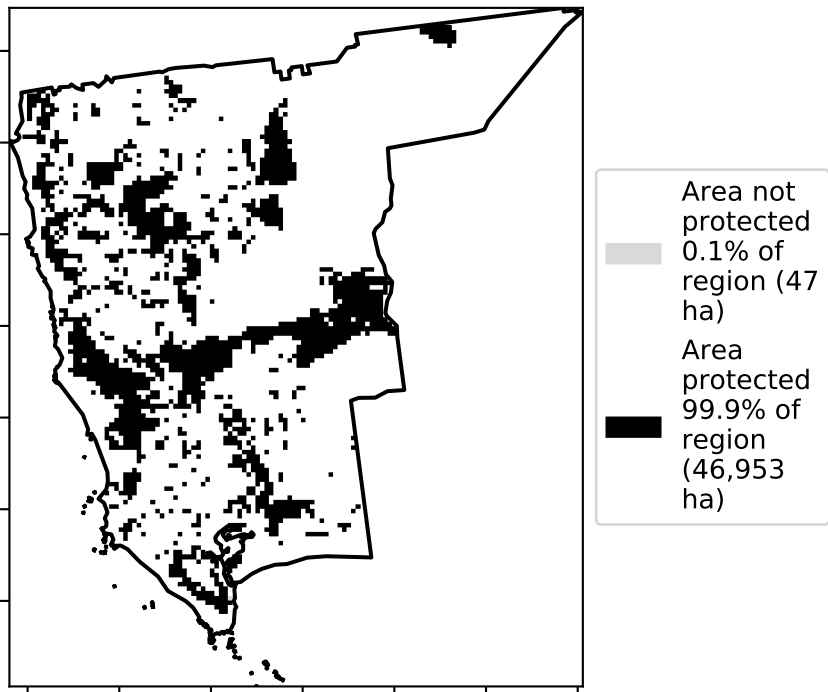 Area not
protected
0.1% of
region (47
ha)
Area
protected
99.9% of
region
(46,953
ha)